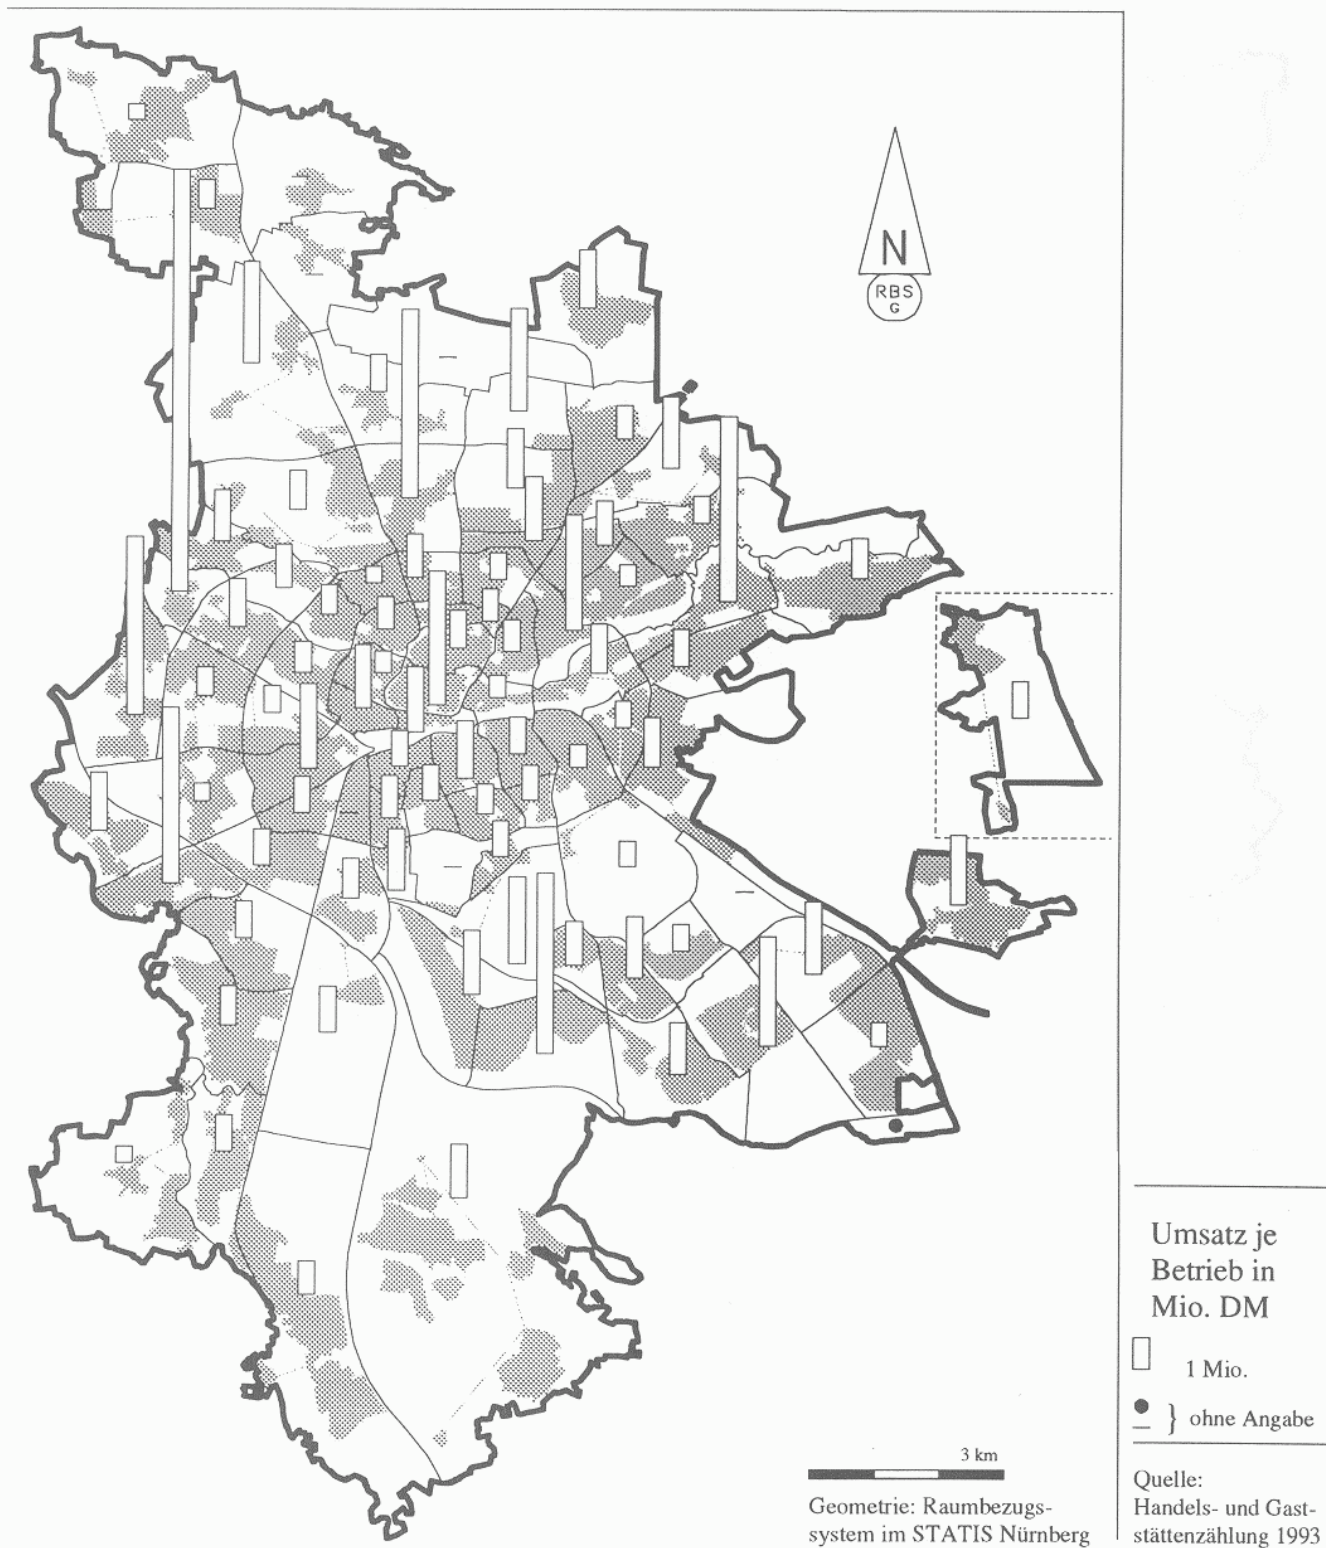 N
RBS
G
Umsatz je
Betrieb in
Mio. DM
1 Mio.
} ohne Angabe
3 km
Geometrie: Raumbezugs-
system im STATIS Nürnberg
Quelle:
Handels- und Gast-
stättenzählung 1993